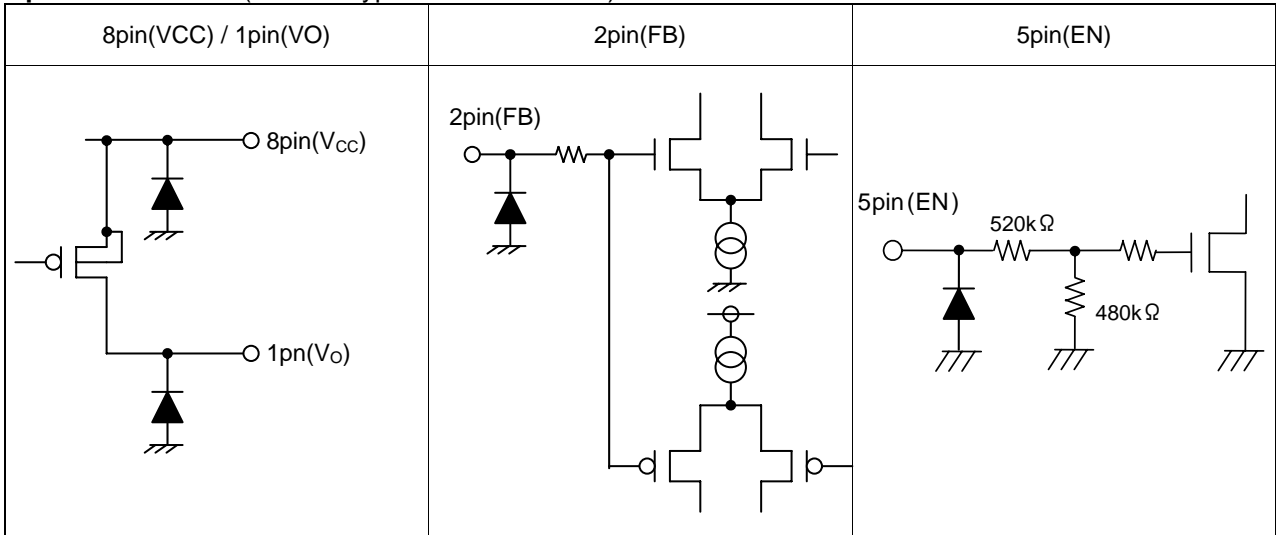 8pin(VCC) / 1pin(VO)
2pin(FB)
5pin(EN)
8pin(VCC)
1pn(VO)
2pin(FB)
5pin(EN)
520kΩ
480kΩ